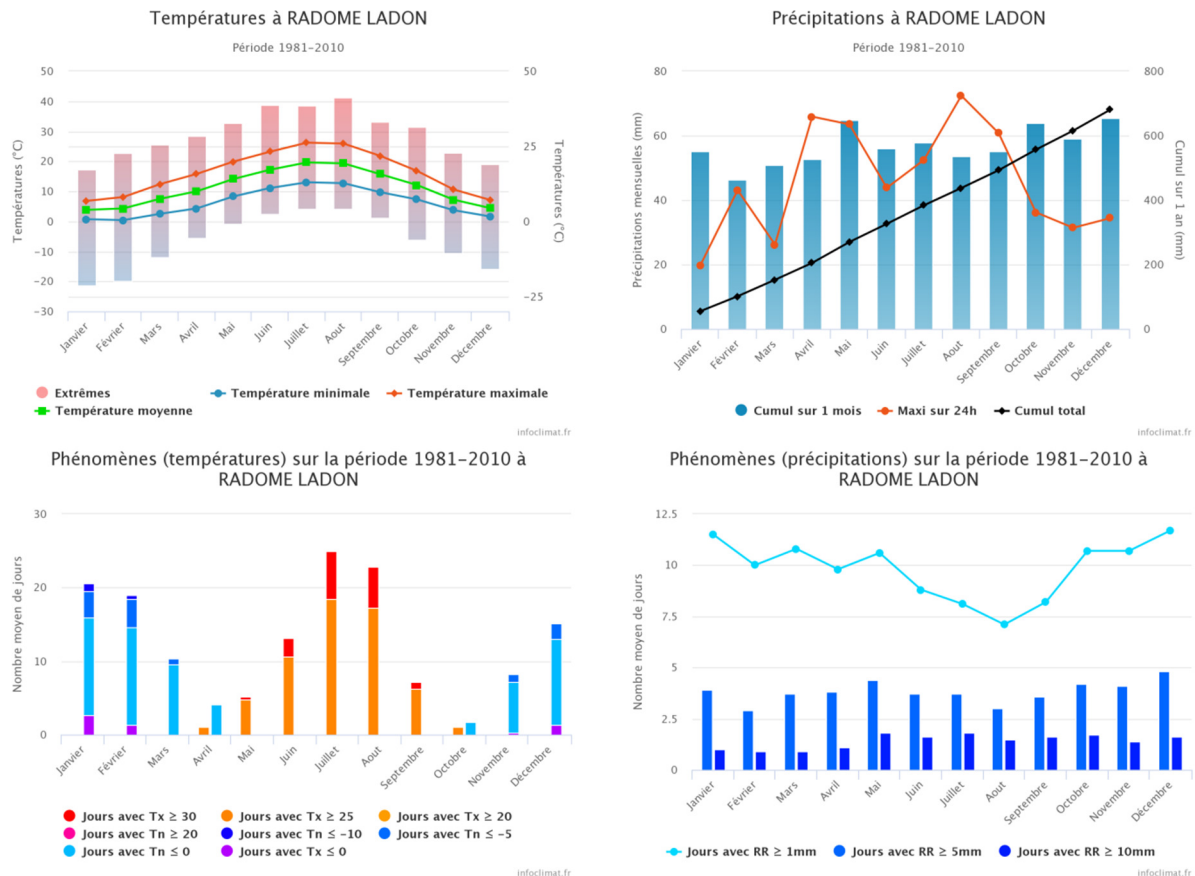 Températures à RADOME LADON
Période 1981-2010
Températures (°C)
50
40
30
20
10
0
-10
-20
-30
50
25
0
-25
Températures (°C)
Janvier
Février
Mars
Avril
Mai
Juin
Juillet
Aout
Septembre
Octobre
Novembre
Décembre
Extrêmes
Température minimale
Température maximale
Température moyenne
infoclimat.fr
Précipitations à RADOME LADON
Période 1981-2010
Précipitations mensuelles (mm)
80
60
40
20
0
800
600
400
200
0
Cumul sur 1 an (mm)
Janvier
Février
Mars
Avril
Mai
Juin
Juillet
Aout
Septembre
Octobre
Novembre
Décembre
Cumul sur 1 mois
Maxi sur 24h
Cumul total
infoclimat.fr
Phénomènes (températures) sur la période 1981-2010 à
RADOME LADON
Nombre moyen de jours
30
20
10
0
Janvier
Février
Mars
Avril
Mai
Juin
Juillet
Aout
Septembre
Octobre
Novembre
Décembre
Jours avec Tx ≥ 30
Jours avec Tx ≥ 25
Jours avec Tx ≥ 20
Jours avec Tn ≥ 20
Jours avec Tn ≤ -10
Jours avec Tn ≤ -5
Jours avec Tn ≤ 0
Jours avec Tx ≤ 0
infoclimat.fr
Phénomènes (précipitations) sur la période 1981-2010 à
RADOME LADON
Nombre moyen de jours
12.5
10
7.5
5
2.5
0
Janvier
Février
Mars
Avril
Mai
Juin
Juillet
Aout
Septembre
Octobre
Novembre
Décembre
Jours avec RR ≥ 1mm
Jours avec RR ≥ 5mm
Jours avec RR ≥ 10mm
infoclimat.fr